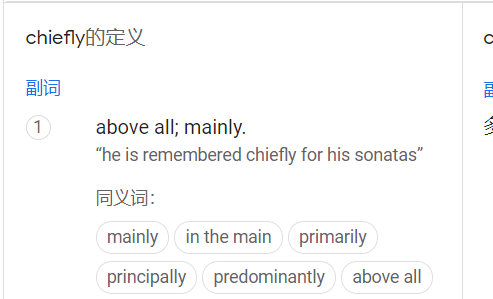 chiefly的定义
副词
1
above all; mainly.
“he is remembered chiefly for his sonatas”
同义词：
mainly in the main primarily
principally predominantly above all